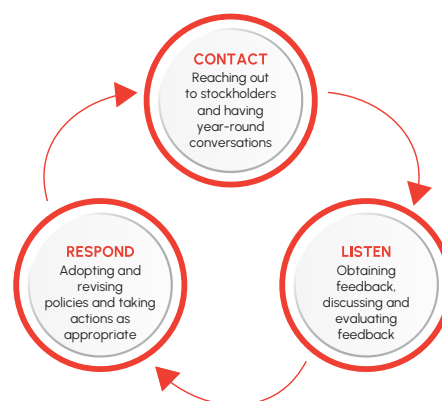 CONTACT
Reaching out
to stockholders
and having
year-round
conversations
RESPOND
Adopting and
revising
policies and taking
actions as
appropriate
LISTEN
Obtaining
feedback,
discussing and
evaluating
feedback